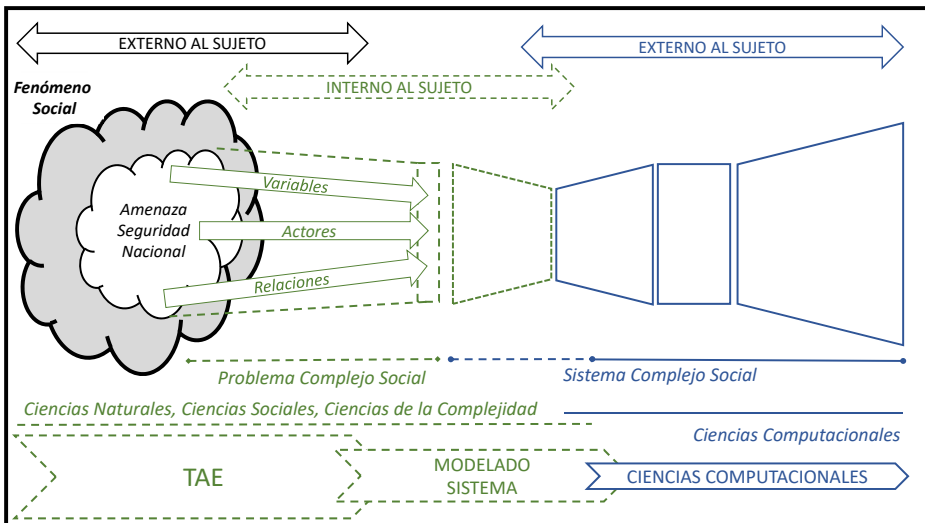 EXTERNO AL SUJETO
EXTERNO AL SUJETO
INTERNO AL SUJETO
Fenómeno
Social
Variables
Amenaza
Seguridad
Nacional
Actores
Relaciones
Problema Complejo Social
Sistema Complejo Social
Ciencias Naturales, Ciencias Sociales, Ciencias de la Complejidad
Ciencias Computacionales
TAE
MODELADO
SISTEMA
CIENCIAS COMPUTACIONALES